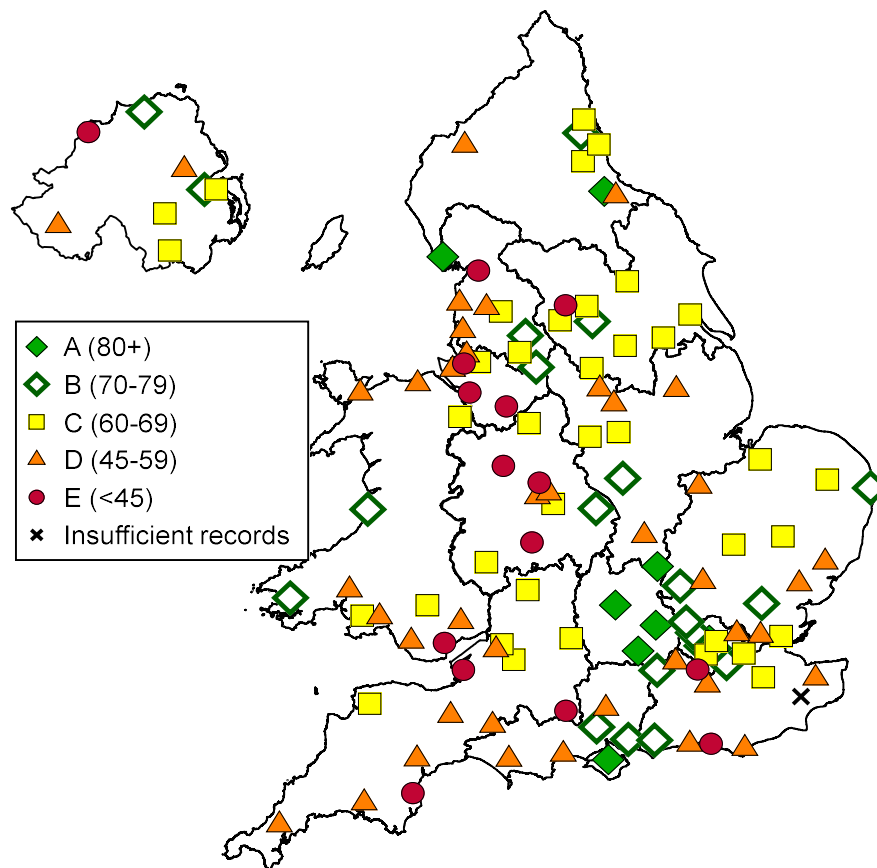 A (80+)
B (70-79)
C (60-69)
D (45-59)
E (<45)
Insufficient records